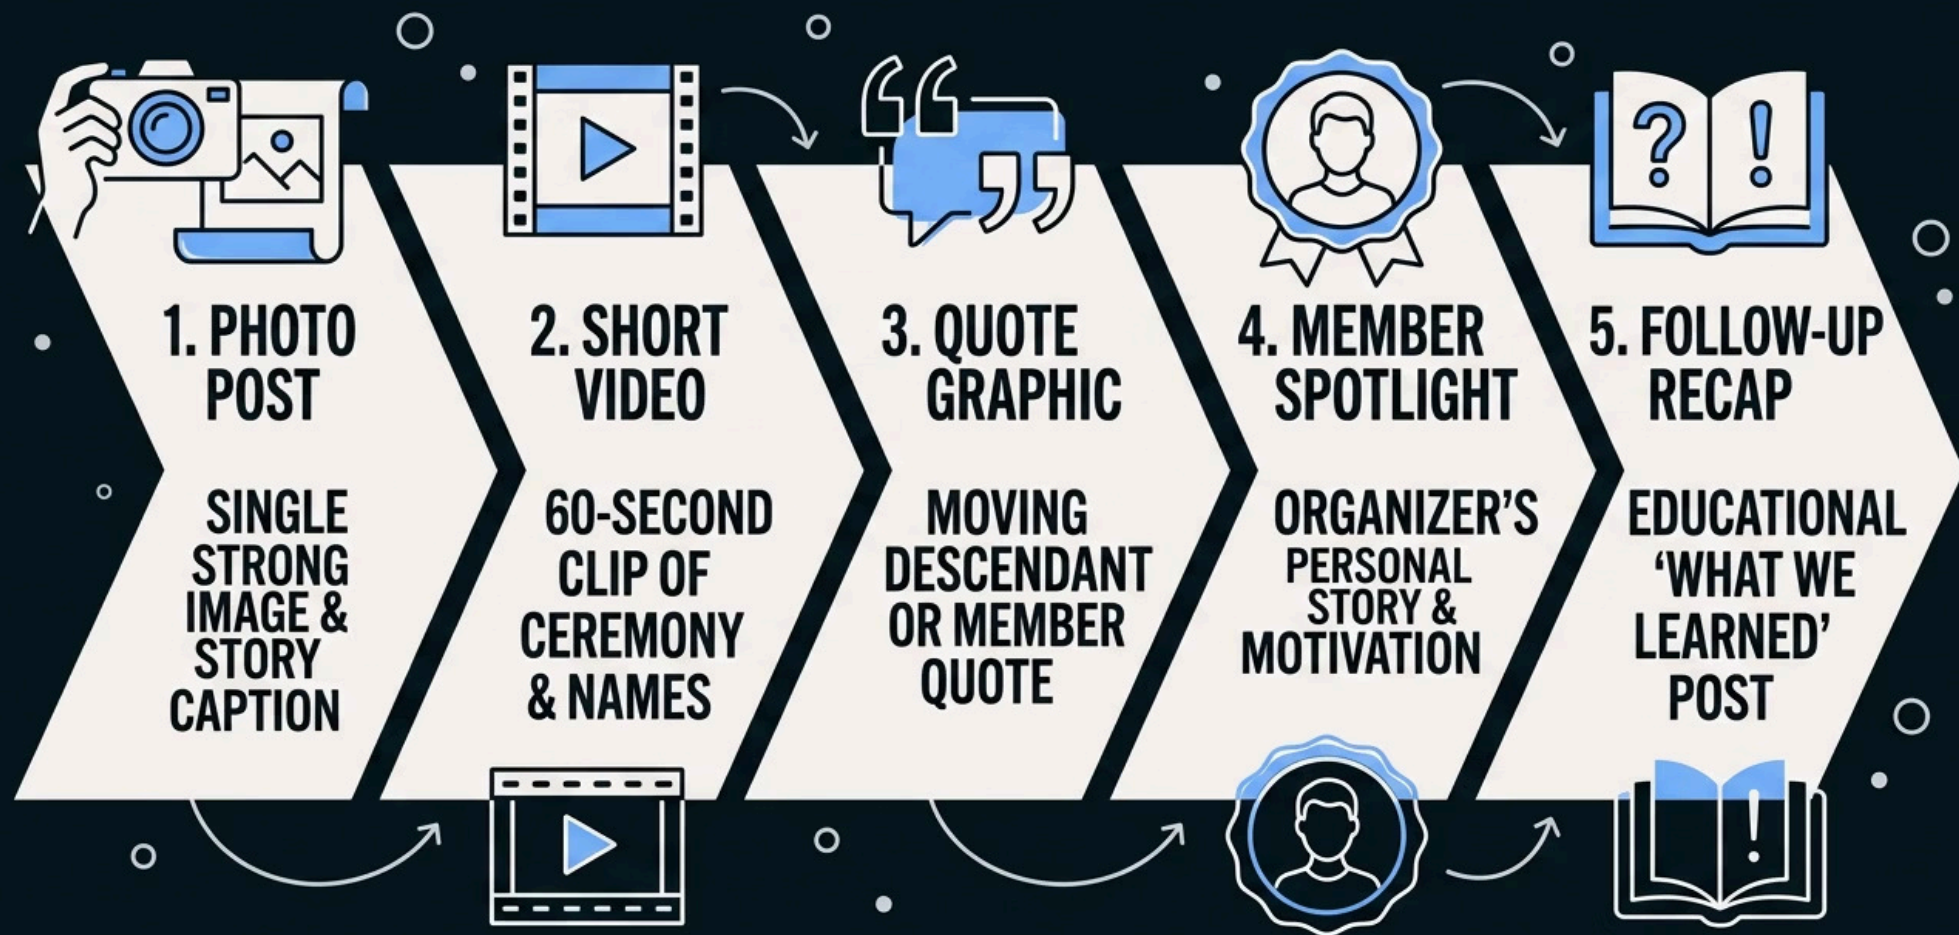 1. PHOTO
POST
SINGLE
STRONG
IMAGE &
STORY
CAPTION
2. SHORT
VIDEO
60-SECOND
CLIP OF
CEREMONY
& NAMES
3. QUOTE
GRAPHIC
MOVING
DESCENDANT
OR MEMBER
QUOTE
4. MEMBER
SPOTLIGHT
ORGANIZER'S
PERSONAL
STORY &
MOTIVATION
5. FOLLOW-UP
RECAP
EDUCATIONAL
‘WHAT WE
LEARNED’
POST